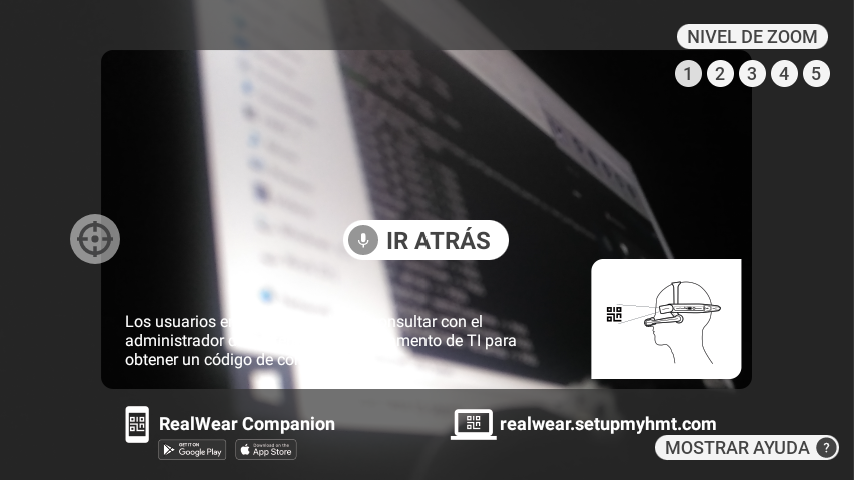 NIVEL DE ZOOM
1 2 3 4 5
IR ATRÁS
Los usuarios e nsultar con el
administrador mento de TI para
obtener un código de co
RealWear Companion
GET IT ON
Google Play
Download on the
App Store
realwear.setupmyhmt.com
MOSTRAR AYUDA ?